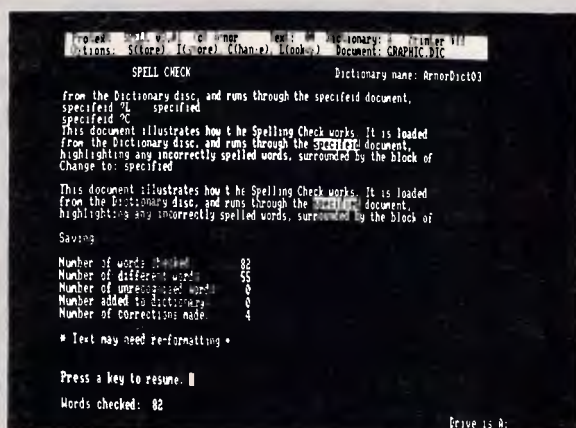 Options: S(tore) I(gnore) C(hange) L(ook) Document: GRAPHIC.DIC
SPELL CHECK Dictionary name: ArnorDict03
from the Dictionary disc, and runs through the specifeid document,
specifeid ?L specified
specifeid ?C
This document illustrates how t he Spelling Check works. It is loaded
from the Dictionary disc, and runs through the specifeid document,
highlighting any incorrectly spelled words, surrounded by the block of
Change to: specified
This document illustrates how t he Spelling Check works. It is loaded
from the Dictionary disc, and runs through the document,
highlighting any incorrectly spelled words, surrounded by the block of
Saving
Number of words checked 82
Number of different words 55
Number of unrecognised words 0
Number added to dictionary 0
Number of corrections made. 4
* Text may need re-formatting *
Press a key to resume.
Words checked: 82
Drive is A: